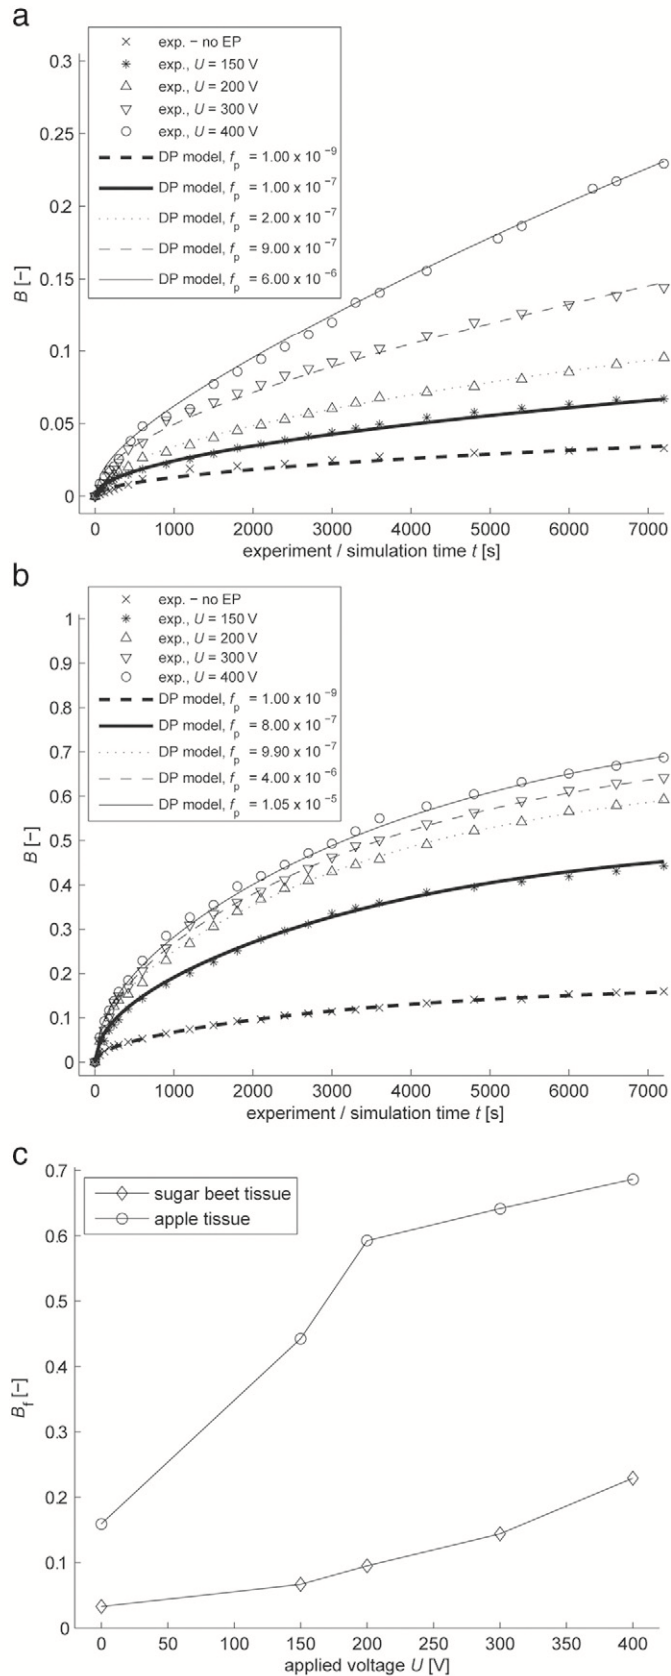 a
exp. − no EP
exp., U = 150 V
exp., U = 200 V
exp., U = 300 V
exp., U = 400 V
DP model, fp = 1.00 x 10−9
DP model, fp = 1.00 x 10−7
DP model, fp = 2.00 x 10−7
DP model, fp = 9.00 x 10−7
DP model, fp = 6.00 x 10−6
0.3
0.25
0.2
0.15
0.1
0.05
0
B [-]
0 1000 2000 3000 4000 5000 6000 7000
experiment / simulation time t [s]
b
exp. − no EP
exp., U = 150 V
exp., U = 200 V
exp., U = 300 V
exp., U = 400 V
DP model, fp = 1.00 x 10−9
DP model, fp = 8.00 x 10−7
DP model, fp = 9.90 x 10−7
DP model, fp = 4.00 x 10−6
DP model, fp = 1.05 x 10−5
1
0.9
0.8
0.7
0.6
0.5
0.4
0.3
0.2
0.1
0
B [-]
0 1000 2000 3000 4000 5000 6000 7000
experiment / simulation time t [s]
c
sugar beet tissue
apple tissue
0.7
0.6
0.5
0.4
0.3
0.2
0.1
0
Bf [-]
0 50 100 150 200 250 300 350 400
applied voltage U [V]